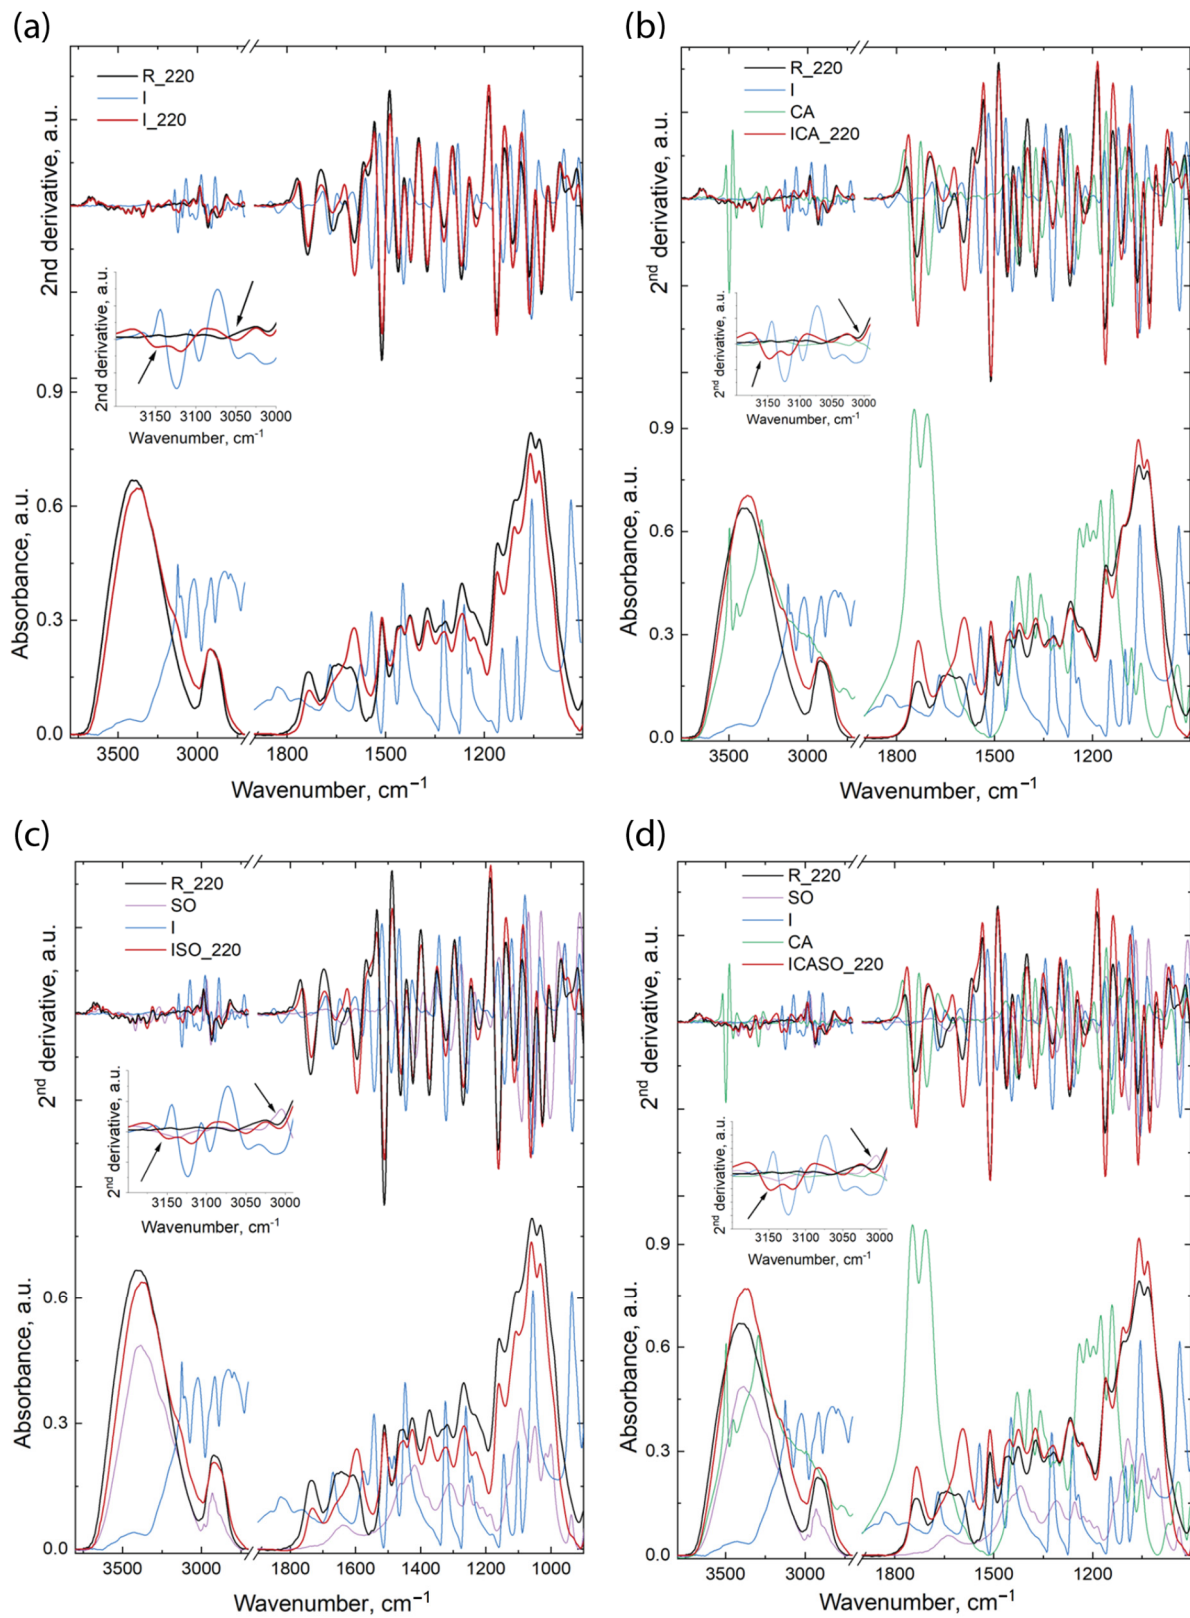 (a)
R_220
I
I_220
2nd derivative, a.u.
2nd derivative, a.u.
3150 3100 3050 3000
Wavenumber, cm⁻¹
Absorbance, a.u.
0.9
0.6
0.3
0.0
3500 3000 1800 1500 1200
Wavenumber, cm⁻¹
(b)
R_220
I
CA
ICA_220
2ⁿᵈ derivative, a.u.
2ⁿᵈ derivative, a.u.
3150 3100 3050 3000
Wavenumber, cm⁻¹
Absorbance, a.u.
0.9
0.6
0.3
0.0
3500 3000 1800 1500 1200
Wavenumber, cm⁻¹
(c)
R_220
SO
I
ISO_220
2ⁿᵈ derivative, a.u.
2ⁿᵈ derivative, a.u.
3150 3100 3050 3000
Wavenumber, cm⁻¹
Absorbance, a.u.
0.6
0.3
0.0
3500 3000 1800 1600 1400 1200 1000
Wavenumber, cm⁻¹
(d)
R_220
SO
I
CA
ICASO_220
2ⁿᵈ derivative, a.u.
2ⁿᵈ derivative, a.u.
3150 3100 3050 3000
Wavenumber, cm⁻¹
Absorbance, a.u.
0.9
0.6
0.3
0.0
3500 3000 1800 1500 1200
Wavenumber, cm⁻¹